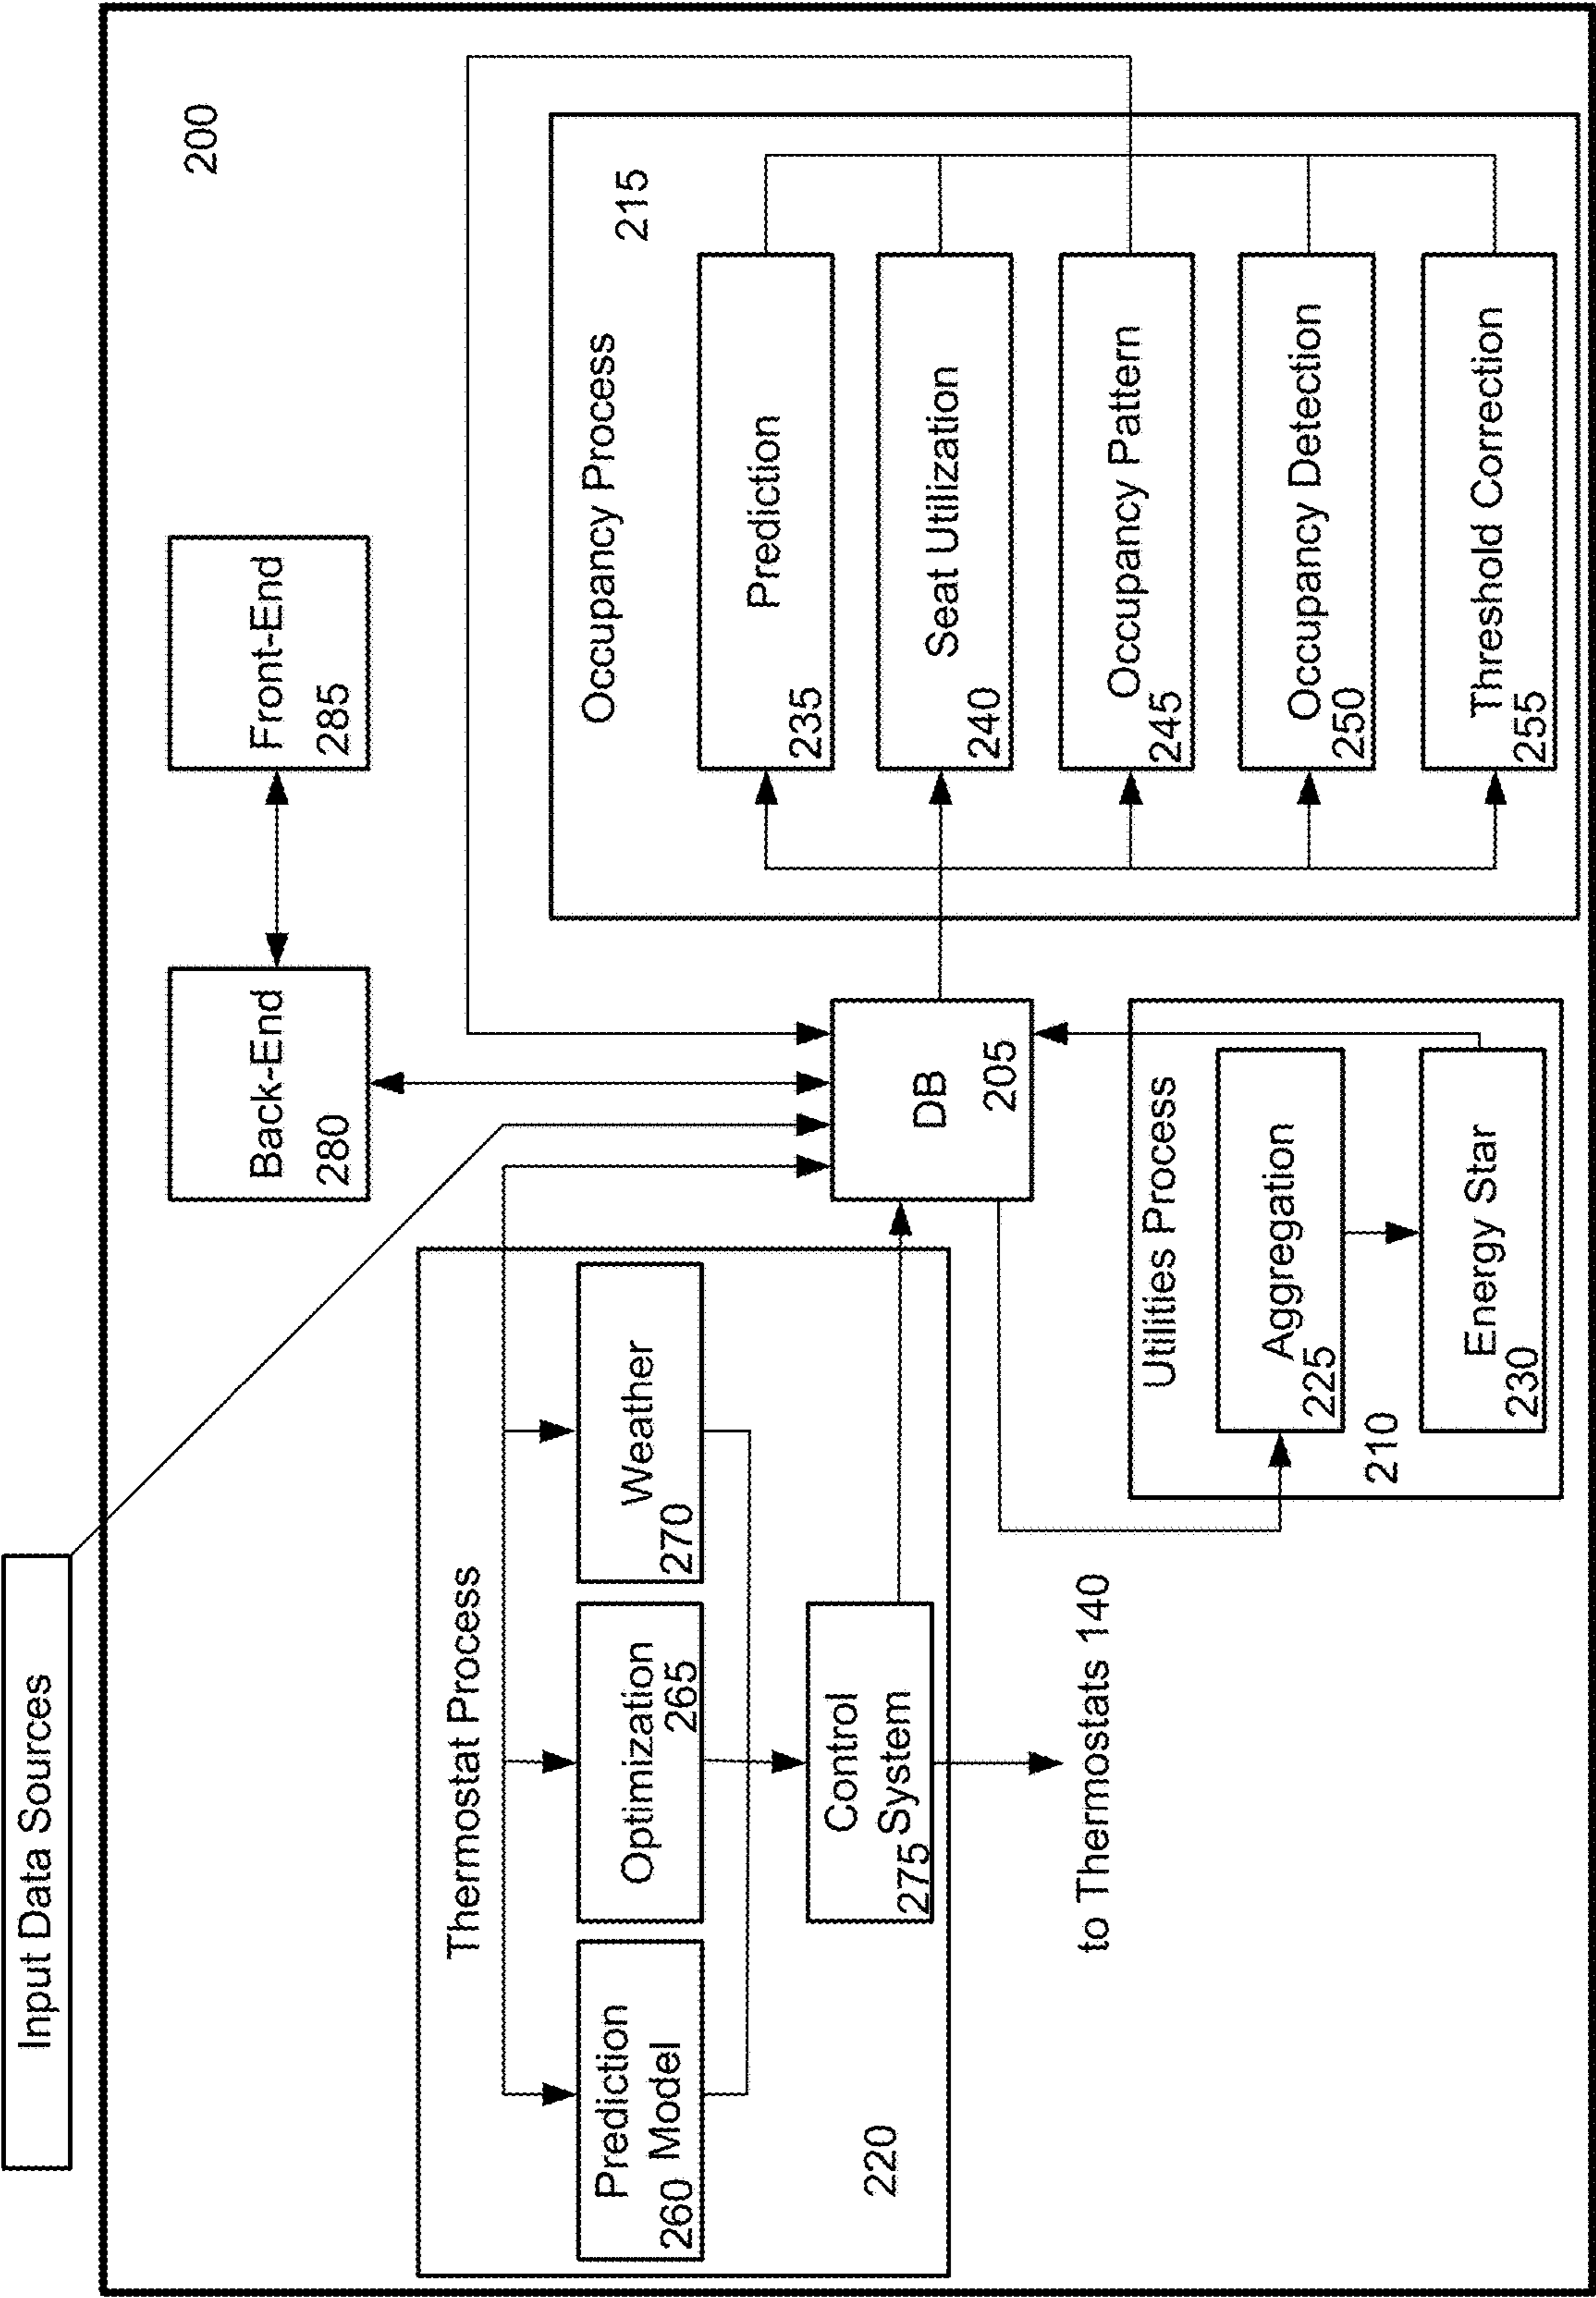 Input Data Sources
200
Back-End
280
Front-End
285
Thermostat Process
Prediction
Model
260
Optimization
265
Weather
270
Control
System
275
220
to Thermostats 140
DB
205
Utilities Process
Aggregation
225
210
Energy Star
230
Occupancy Process
215
Prediction
235
Seat Utilization
240
Occupancy Pattern
245
Occupancy Detection
250
Threshold Correction
255